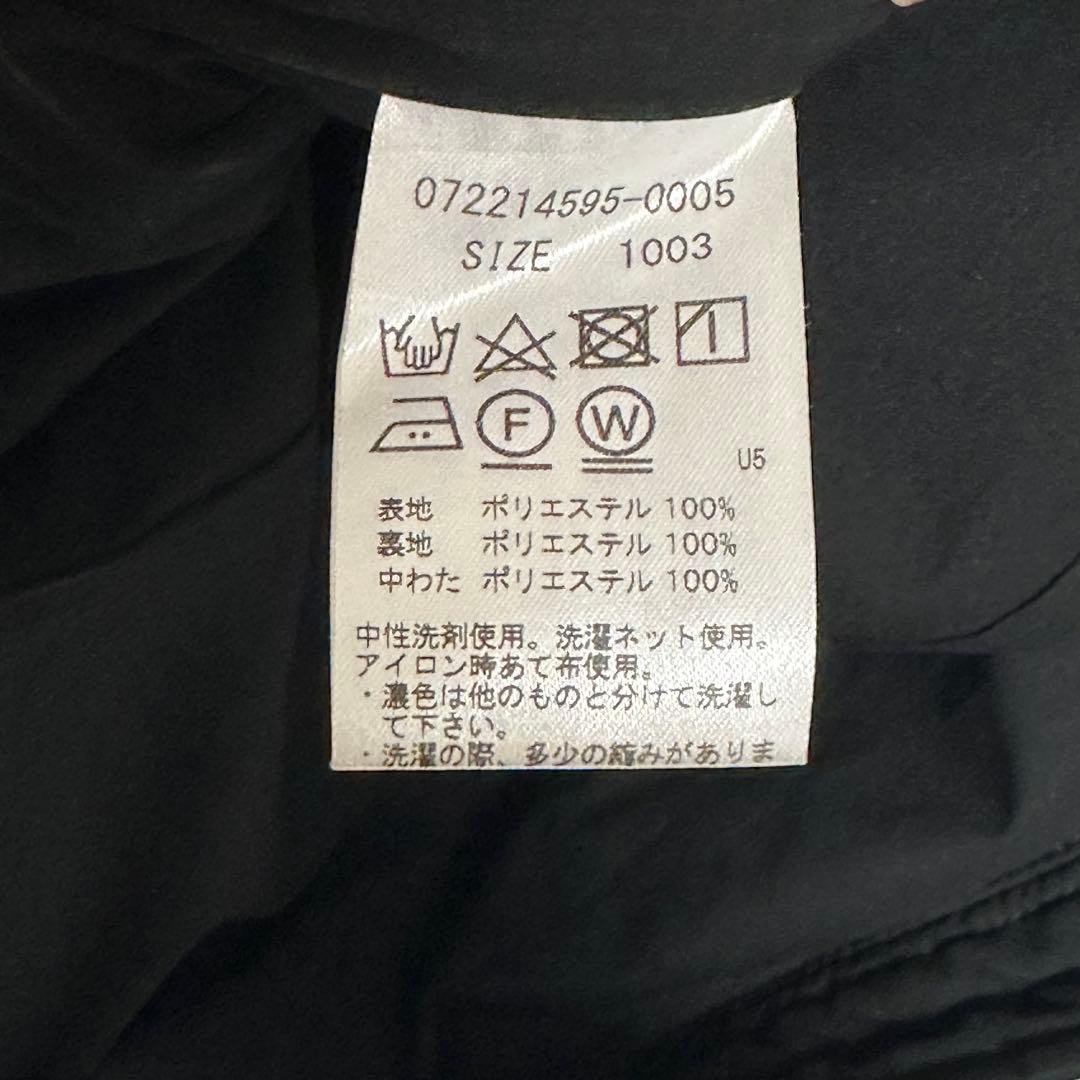 072214595-0005
SIZE 1003
F W
U5
表地 ポリエステル 100%
裏地 ポリエステル 100%
中わた ポリエステル 100%
中性洗剤使用。洗濯ネット使用。
アイロン時あて布使用。
・濃色は他のものと分けて洗濯し
て下さい。
・洗濯の際、多少の縮みがありま